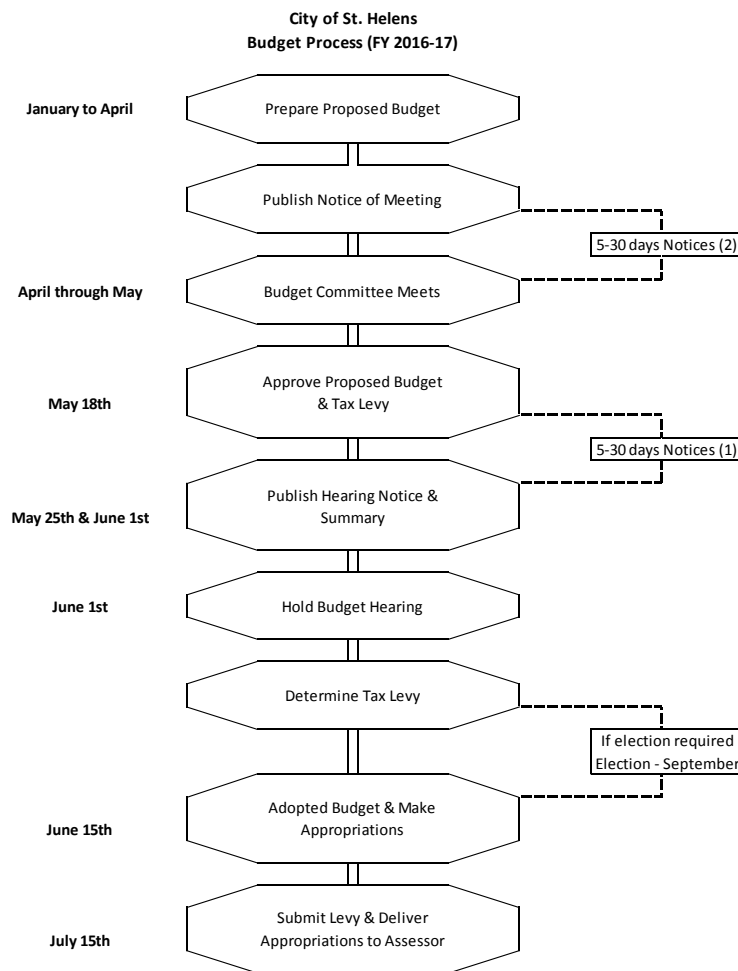 City of St. Helens
Budget Process (FY 2016-17)
January to April
Prepare Proposed Budget
Publish Notice of Meeting
5-30 days Notices (2)
April through May
Budget Committee Meets
May 18th
Approve Proposed Budget
& Tax Levy
5-30 days Notices (1)
May 25th & June 1st
Publish Hearing Notice &
Summary
June 1st
Hold Budget Hearing
Determine Tax Levy
If election required
Election - September
June 15th
Adopted Budget & Make
Appropriations
July 15th
Submit Levy & Deliver
Appropriations to Assessor